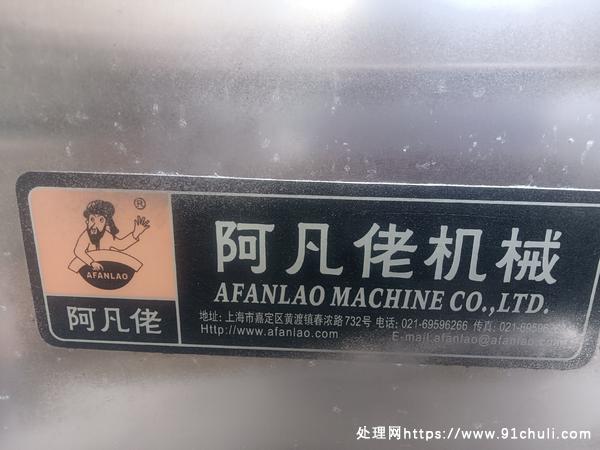 ®
AFANLAO
阿凡佬
阿凡佬机械
AFANLAO MACHINE CO.,LTD.
地址: 上海市嘉定区黄渡镇春浓路732号 电话: 021-69596266 传真: 021-69596
Http://www.afanlao.com E-mail:afanlao@afanlao.com
处理网https://www.91chuli.com